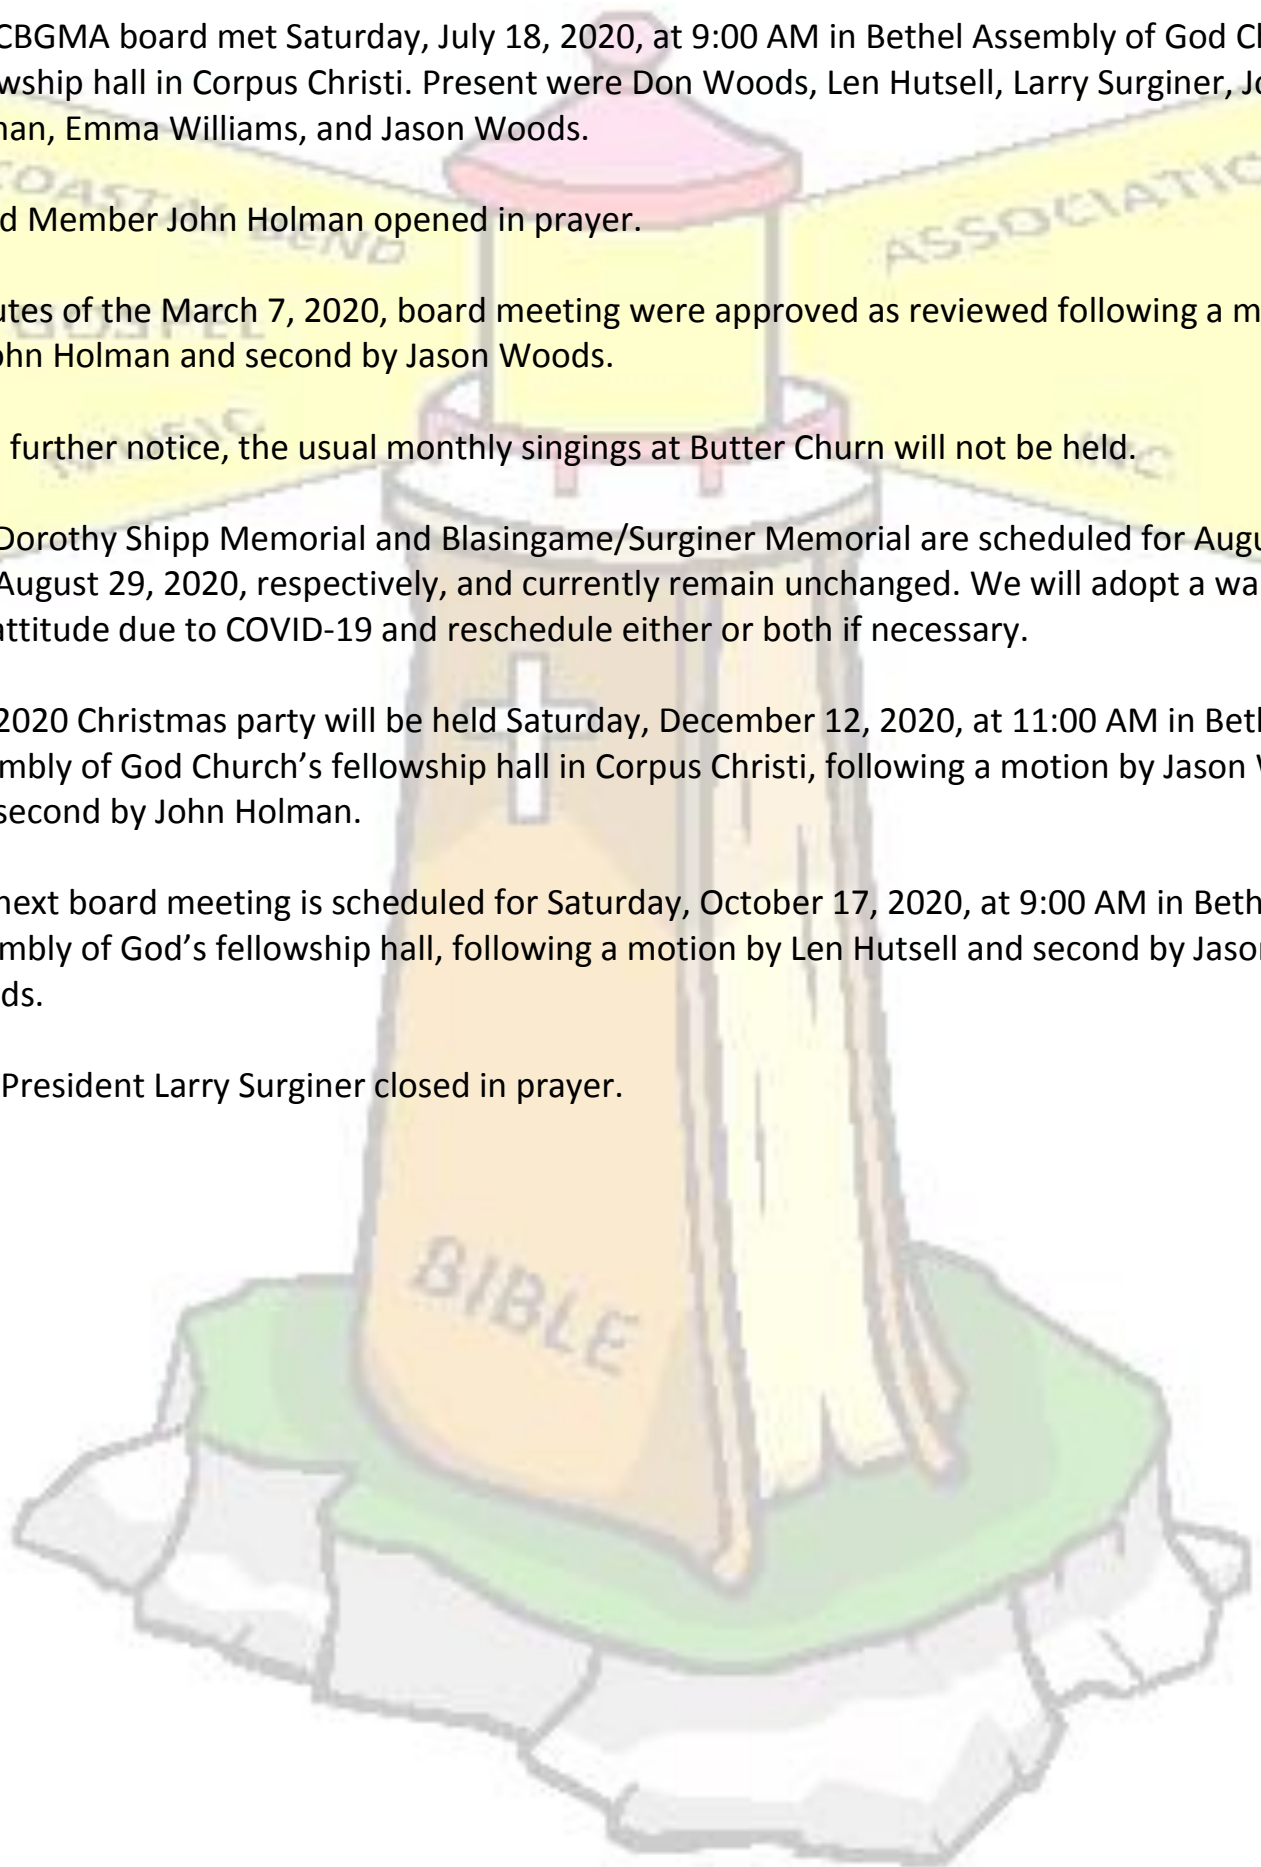 CBGMA board met Saturday, July 18, 2020, at 9:00 AM in Bethel Assembly of God C
wship hall in Corpus Christi. Present were Don Woods, Len Hutsell, Larry Surginer, Jo
nan, Emma Williams, and Jason Woods.
d Member John Holman opened in prayer.
utes of the March 7, 2020, board meeting were approved as reviewed following a m
ohn Holman and second by Jason Woods.
further notice, the usual monthly singings at Butter Churn will not be held.
Dorothy Shipp Memorial and Blasingame/Surginer Memorial are scheduled for Augu
August 29, 2020, respectively, and currently remain unchanged. We will adopt a wa
attitude due to COVID-19 and reschedule either or both if necessary.
2020 Christmas party will be held Saturday, December 12, 2020, at 11:00 AM in Beth
mbly of God Church’s fellowship hall in Corpus Christi, following a motion by Jason
second by John Holman.
next board meeting is scheduled for Saturday, October 17, 2020, at 9:00 AM in Beth
mbly of God’s fellowship hall, following a motion by Len Hutsell and second by Jaso
ds.
President Larry Surginer closed in prayer.
COASTAL BEND
GOSPEL
MUSIC
ASSOCIATIO
INC
BIBLE